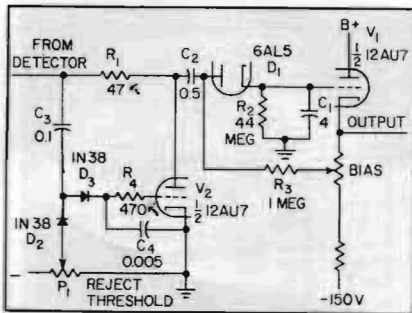 FROM DETECTOR
R1
47K
C2
0.5
6AL5
D1
B+
V1
1/2 12AU7
C3
0.1
R2
44
MEG
C1
4
OUTPUT
IN38
D3
R4
470K
V2
1/2 12AU7
R3
1 MEG
BIAS
IN38
D2
C4
0.005
−
P1
REJECT
THRESHOLD
-150V